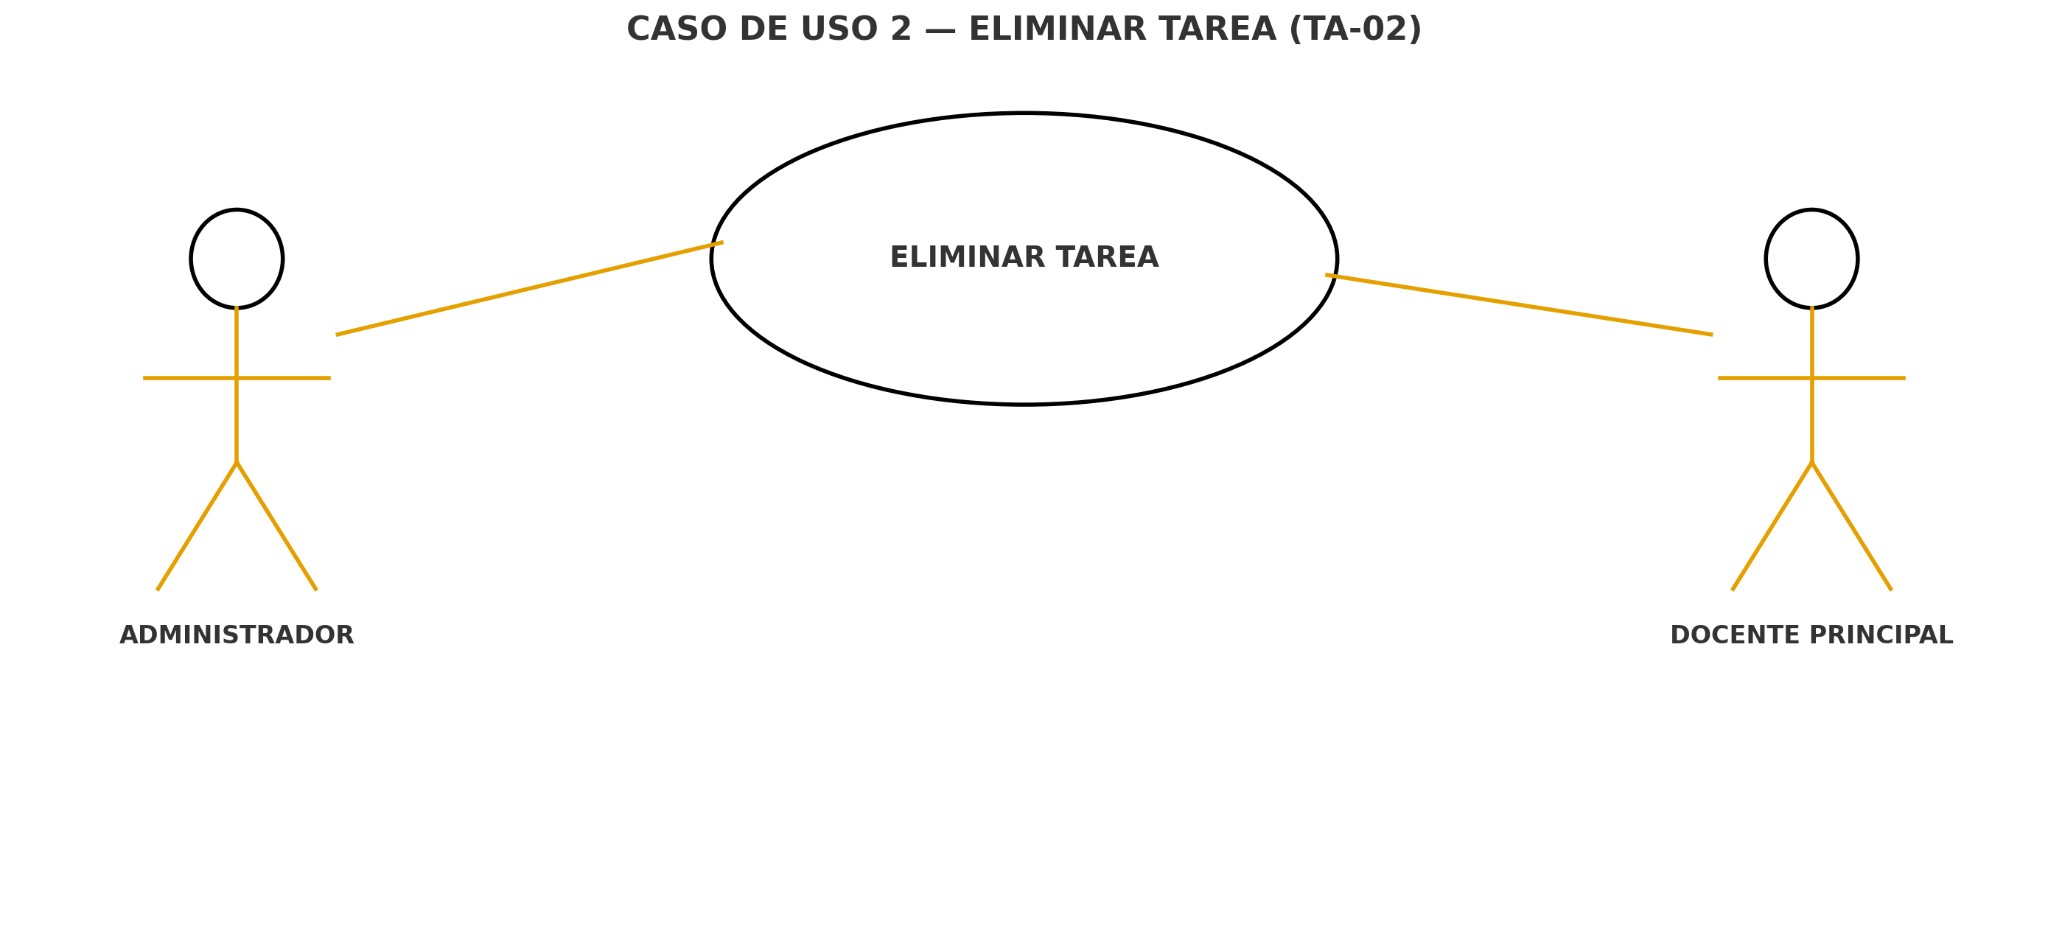 CASO DE USO 2 — ELIMINAR TAREA (TA-02)
ELIMINAR TAREA
ADMINISTRADOR
DOCENTE PRINCIPAL